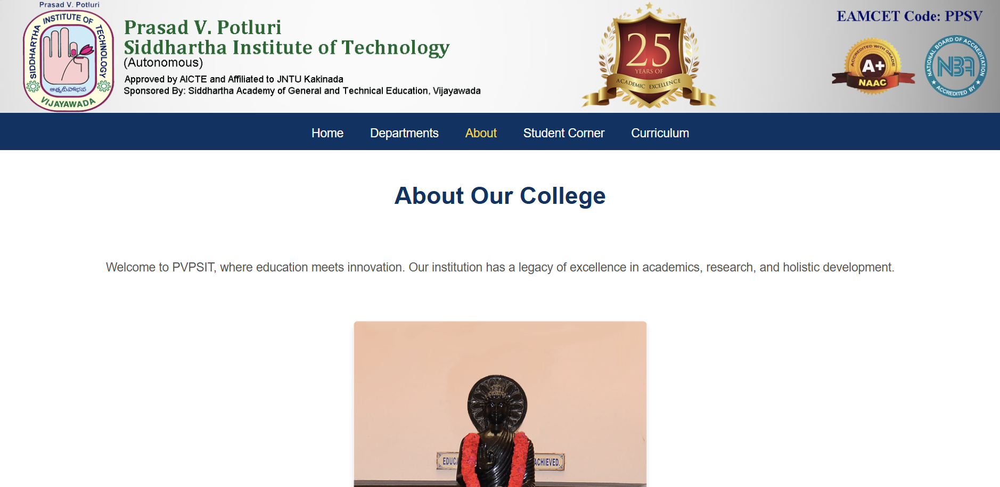 Prasad V. Potluri
SIDDHARTHA INSTITUTE OF TECHNOLOGY
ఆత్మదీపోభవ
VIJAYAWADA
Prasad V. Potluri
Siddhartha Institute of Technology
(Autonomous)
Approved by AICTE and Affiliated to JNTU Kakinada
Sponsored By: Siddhartha Academy of General and Technical Education, Vijayawada
25
YEARS OF
ACADEMIC EXCELLENCE
EAMCET Code: PPSV
ACCREDITED WITH GRADE
A+
NAAC
NATIONAL BOARD OF ACCREDITATION
NBA
ACCREDITED BY
Home Departments About Student Corner Curriculum
About Our College
Welcome to PVPSIT, where education meets innovation. Our institution has a legacy of excellence in academics, research, and holistic development.
ACHIEVED.